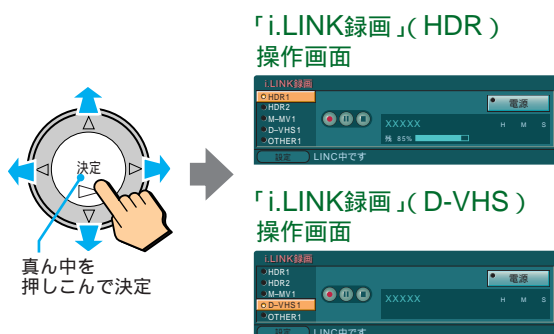 決定
真ん中を
押しこんで決定
「i.LINK録画」(HDR)
操作画面
i.LINK録画
HDR1
HDR2
M-MV1
D-VHS1
OTHER1
電源
XXXXX
H M S
残 85%
設定 LINC中です
「i.LINK録画」(D-VHS)
操作画面
i.LINK録画
HDR1
HDR2
M-MV1
D-VHS1
OTHER1
電源
XXXXX
H M S
設定 LINC中です